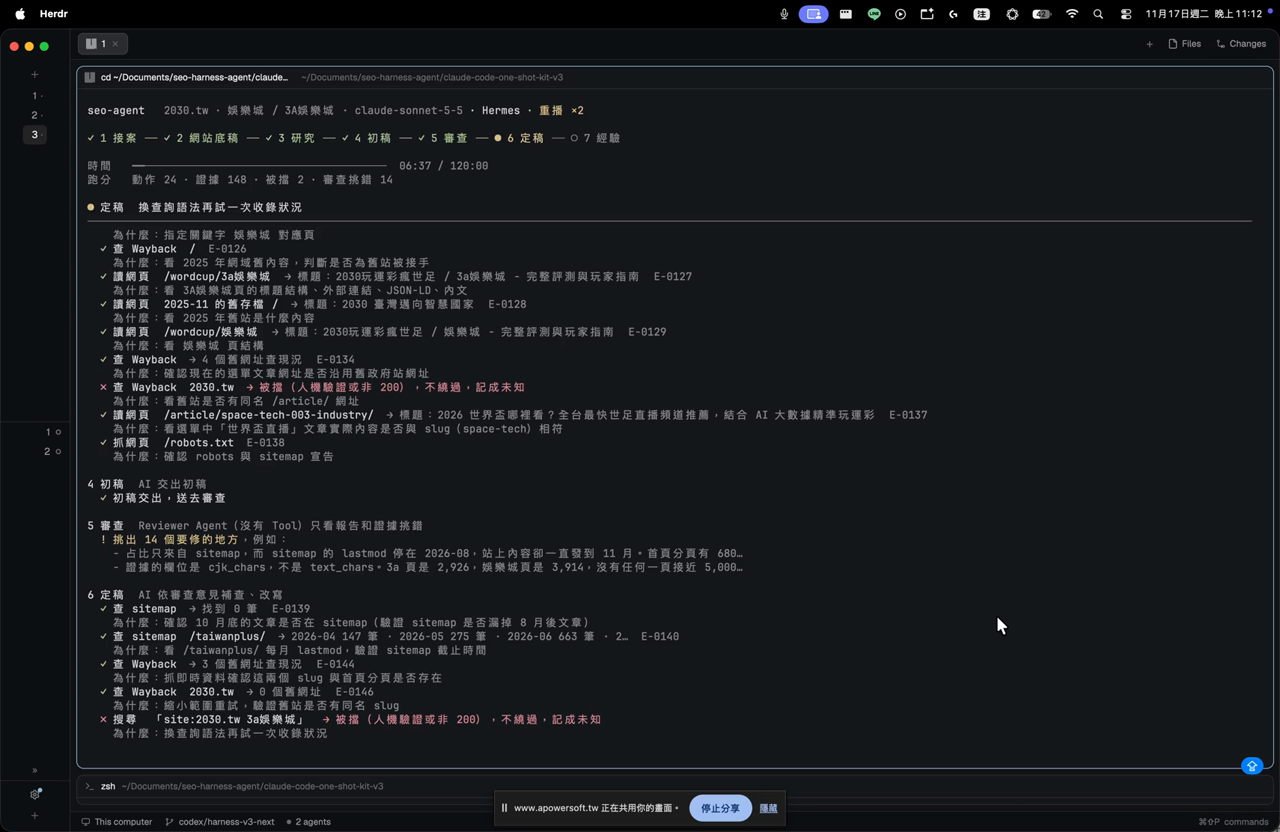 Herdr
注
42
11月17日週二 晚上11:12
1 ×
+ Files Changes
+
1
2
3
cd ~/Documents/seo-harness-agent/claude… ~/Documents/seo-harness-agent/claude-code-one-shot-kit-v3
seo-agent 2030.tw · 娛樂城 / 3A娛樂城 · claude-sonnet-5-5 · Hermes · 重播 ×2
✓ 1 接案 — ✓ 2 網站底稿 — ✓ 3 研究 — ✓ 4 初稿 — ✓ 5 審查 — ● 6 定稿 — ○ 7 經驗
時間 06:37 / 120:00
跑分 動作 24 · 證據 148 · 被擋 2 · 審查挑錯 14
● 定稿 換查詢語法再試一次收錄狀況
為什麼：指定關鍵字 娛樂城 對應頁
✓ 查 Wayback / E-0126
為什麼：看 2025 年網域舊內容，判斷是否為舊站被接手
✓ 讀網頁 /wordcup/3a娛樂城 → 標題：2030玩運彩瘋世足 / 3a娛樂城 - 完整評測與玩家指南 E-0127
為什麼：看 3A娛樂城頁的標題結構、外部連結、JSON-LD、內文
✓ 讀網頁 2025-11 的舊存檔 / → 標題：2030 臺灣邁向智慧國家 E-0128
為什麼：看 2025 年舊站是什麼內容
✓ 讀網頁 /wordcup/娛樂城 → 標題：2030玩運彩瘋世足 / 娛樂城 - 完整評測與玩家指南 E-0129
為什麼：看 娛樂城 頁結構
✓ 查 Wayback → 4 個舊網址查現況 E-0134
為什麼：確認現在的選單文章網址是否沿用舊政府站網址
× 查 Wayback 2030.tw → 被擋（人機驗證或非 200），不繞過，記成未知
為什麼：看舊站是否有同名 /article/ 網址
✓ 讀網頁 /article/space-tech-003-industry/ → 標題：2026 世界盃哪裡看？全台最快世足直播頻道推薦，結合 AI 大數據精準玩運彩 E-0137
為什麼：看選單中「世界盃直播」文章實際內容是否與 slug（space-tech）相符
✓ 抓網頁 /robots.txt E-0138
為什麼：確認 robots 與 sitemap 宣告
1 ○
2 ○
4 初稿 AI 交出初稿
✓ 初稿交出，送去審查
5 審查 Reviewer Agent（沒有 Tool）只看報告和證據挑錯
! 挑出 14 個要修的地方，例如：
- 占比只來自 sitemap，而 sitemap 的 lastmod 停在 2026-08，站上內容卻一直發到 11 月。首頁分頁有 680…
- 證據的欄位是 cjk_chars，不是 text_chars。3a 頁是 2,926，娛樂城頁是 3,914，沒有任何一頁接近 5,000…
6 定稿 AI 依審查意見補查、改寫
✓ 查 sitemap → 找到 0 筆 E-0139
為什麼：確認 10 月底的文章是否在 sitemap（驗證 sitemap 是否漏掉 8 月後文章）
✓ 查 sitemap /taiwanplus/ → 2026-04 147 筆 · 2026-05 275 筆 · 2026-06 663 筆 · 2… E-0140
為什麼：看 /taiwanplus/ 每月 lastmod，驗證 sitemap 截止時間
✓ 查 Wayback → 3 個舊網址查現況 E-0144
為什麼：抓即時資料確認這兩個 slug 與首頁分頁是否存在
✓ 查 Wayback 2030.tw → 0 個舊網址 E-0146
為什麼：縮小範圍重試，驗證舊站是否有同名 slug
× 搜尋 「site:2030.tw 3a娛樂城」 → 被擋（人機驗證或非 200），不繞過，記成未知
為什麼：換查詢語法再試一次收錄狀況
»
+
zsh ~/Documents/seo-harness-agent/claude-code-one-shot-kit-v3
www.apowersoft.tw 正在共用你的畫面。 停止分享 隱藏
This computer codex/harness-v3-next 2 agents
⌘⇧P commands